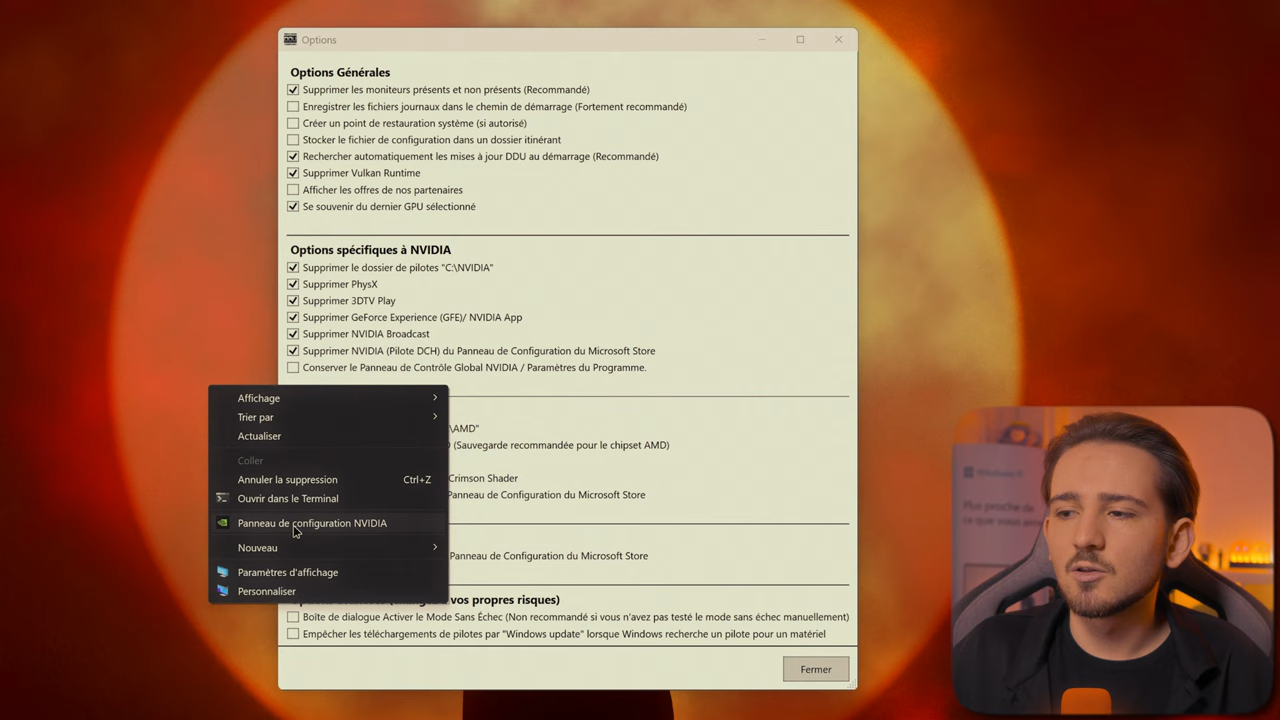 Options
Options Générales
Supprimer les moniteurs présents et non présents (Recommandé)
Enregistrer les fichiers journaux dans le chemin de démarrage (Fortement recommandé)
Créer un point de restauration système (si autorisé)
Stocker le fichier de configuration dans un dossier itinérant
Rechercher automatiquement les mises à jour DDU au démarrage (Recommandé)
Supprimer Vulkan Runtime
Afficher les offres de nos partenaires
Se souvenir du dernier GPU sélectionné
Options spécifiques à NVIDIA
Supprimer le dossier de pilotes "C:\NVIDIA"
Supprimer PhysX
Supprimer 3DTV Play
Supprimer GeForce Experience (GFE)/ NVIDIA App
Supprimer NVIDIA Broadcast
Supprimer NVIDIA (Pilote DCH) du Panneau de Configuration du Microsoft Store
Conserver le Panneau de Contrôle Global NVIDIA / Paramètres du Programme.
\AMD"
(Sauvegarde recommandée pour le chipset AMD)
Crimson Shader
Panneau de Configuration du Microsoft Store
Panneau de Configuration du Microsoft Store
vos propres risques)
Boîte de dialogue Activer le Mode Sans Échec (Non recommandé si vous n'avez pas testé le mode sans échec manuellement)
Empêcher les téléchargements de pilotes par "Windows update" lorsque Windows recherche un pilote pour un matériel
Fermer
Affichage
Trier par
Actualiser
Coller
Annuler la suppression Ctrl+Z
Ouvrir dans le Terminal
Panneau de configuration NVIDIA
Nouveau
Paramètres d'affichage
Personnaliser
Plus proche de
ce que vous